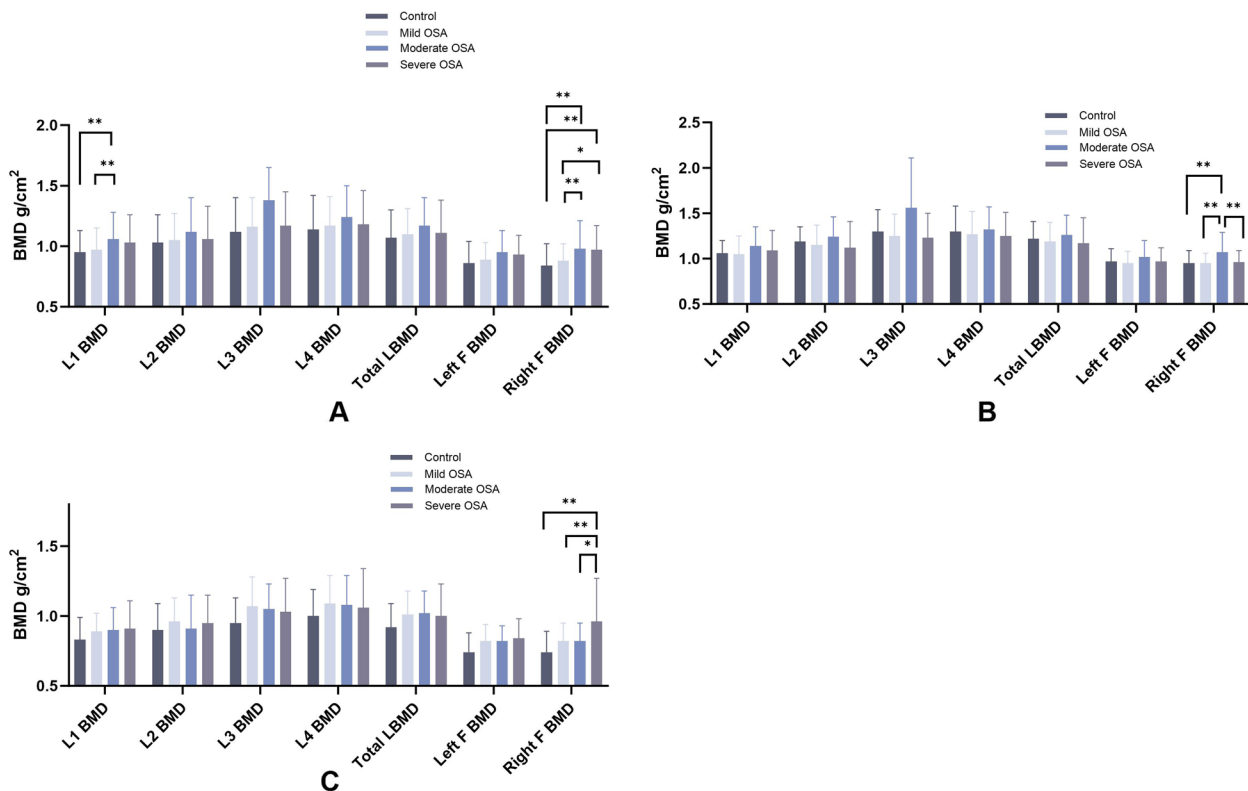 Control
Mild OSA
Moderate OSA
Severe OSA
**
**
**
**
*
**
2.0
1.5
1.0
0.5
BMD g/cm²
L1 BMD
L2 BMD
L3 BMD
L4 BMD
Total LBMD
Left F BMD
Right F BMD
A
Control
Mild OSA
Moderate OSA
Severe OSA
**
**
**
2.5
2.0
1.5
1.0
0.5
BMD g/cm²
L1 BMD
L2 BMD
L3 BMD
L4 BMD
Total LBMD
Left F BMD
Right F BMD
B
Control
Mild OSA
Moderate OSA
Severe OSA
**
**
*
1.5
1.0
0.5
BMD g/cm²
L1 BMD
L2 BMD
L3 BMD
L4 BMD
Total LBMD
Left F BMD
Right F BMD
C